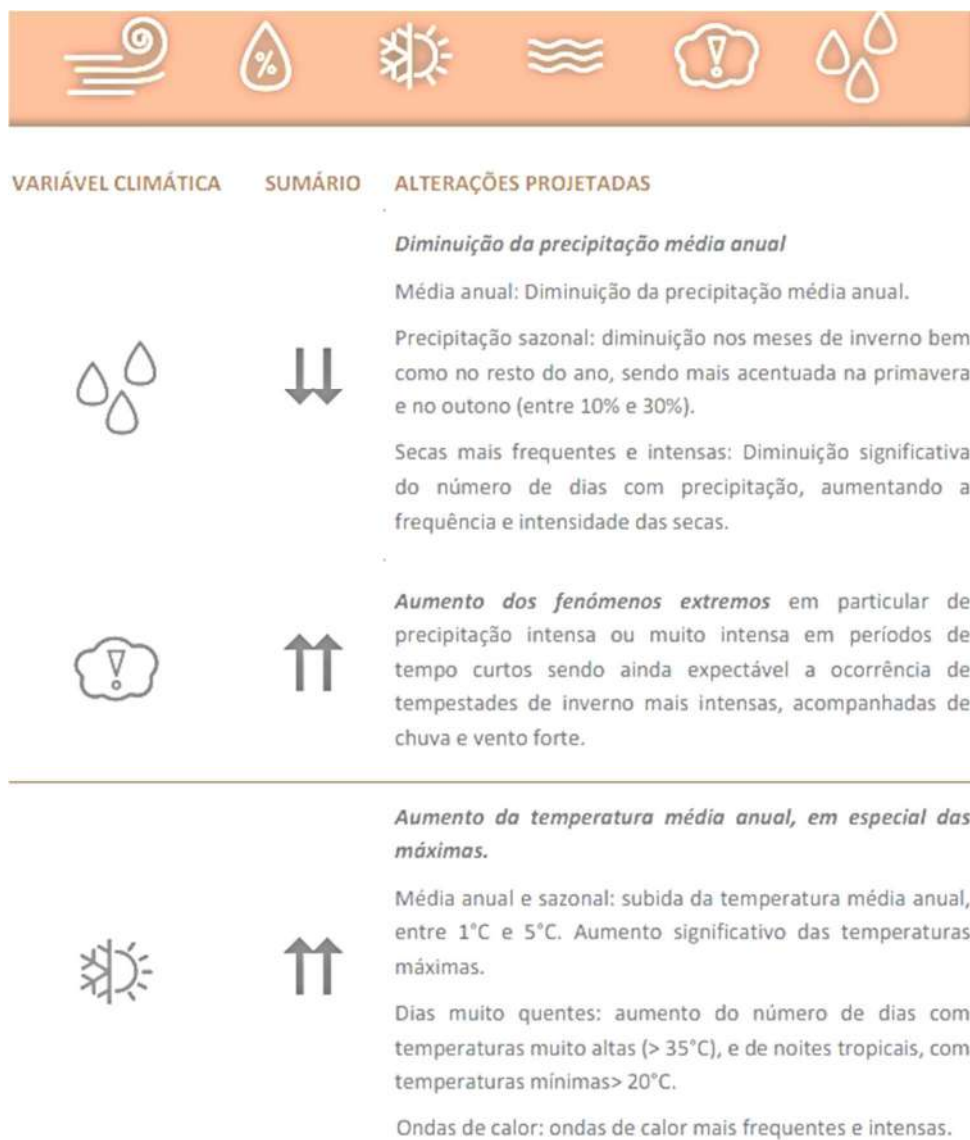 %
VARIÁVEL CLIMÁTICA SUMÁRIO ALTERAÇÕES PROJETADAS
Diminuição da precipitação média anual
Média anual: Diminuição da precipitação média anual.
Precipitação sazonal: diminuição nos meses de inverno bem
como no resto do ano, sendo mais acentuada na primavera
e no outono (entre 10% e 30%).
Secas mais frequentes e intensas: Diminuição significativa
do número de dias com precipitação, aumentando a
frequência e intensidade das secas.
Aumento dos fenómenos extremos em particular de
precipitação intensa ou muito intensa em períodos de
tempo curtos sendo ainda expectável a ocorrência de
tempestades de inverno mais intensas, acompanhadas de
chuva e vento forte.
Aumento da temperatura média anual, em especial das
máximas.
Média anual e sazonal: subida da temperatura média anual,
entre 1°C e 5°C. Aumento significativo das temperaturas
máximas.
Dias muito quentes: aumento do número de dias com
temperaturas muito altas (> 35°C), e de noites tropicais, com
temperaturas mínimas> 20°C.
Ondas de calor: ondas de calor mais frequentes e intensas.